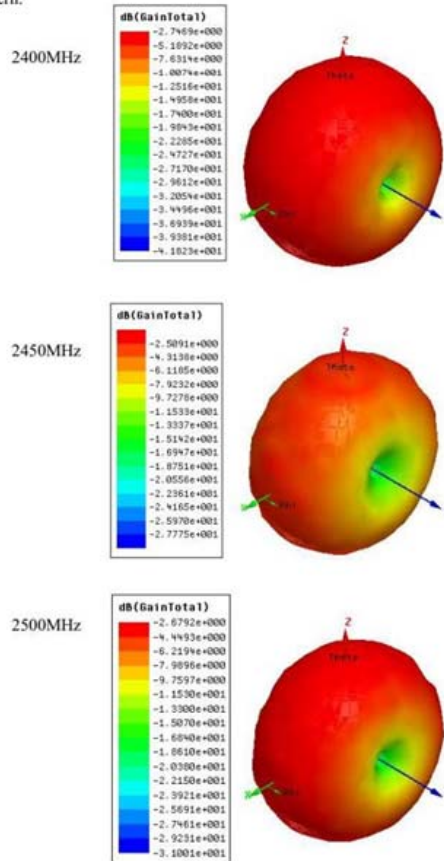 2400MHz
dB(GainTotal)
-2.7469e+000
-5.1892e+000
-7.6314e+000
-1.0074e+001
-1.2516e+001
-1.4958e+001
-1.7400e+001
-1.9843e+001
-2.2285e+001
-2.4727e+001
-2.7170e+001
-2.9612e+001
-3.2054e+001
-3.4496e+001
-3.6939e+001
-3.9381e+001
-4.1823e+001
Z
Theta
2450MHz
dB(GainTotal)
-2.5091e+000
-4.3138e+000
-6.1185e+000
-7.9232e+000
-9.7278e+000
-1.1533e+001
-1.3337e+001
-1.5142e+001
-1.6947e+001
-1.8751e+001
-2.0556e+001
-2.2361e+001
-2.4165e+001
-2.5970e+001
-2.7775e+001
Z
Theta
2500MHz
dB(GainTotal)
-2.6792e+000
-4.4493e+000
-6.2194e+000
-7.9896e+000
-9.7597e+000
-1.1530e+001
-1.3300e+001
-1.5070e+001
-1.6840e+001
-1.8610e+001
-2.0380e+001
-2.2150e+001
-2.3921e+001
-2.5691e+001
-2.7461e+001
-2.9231e+001
-3.1001e+001
Z
Theta